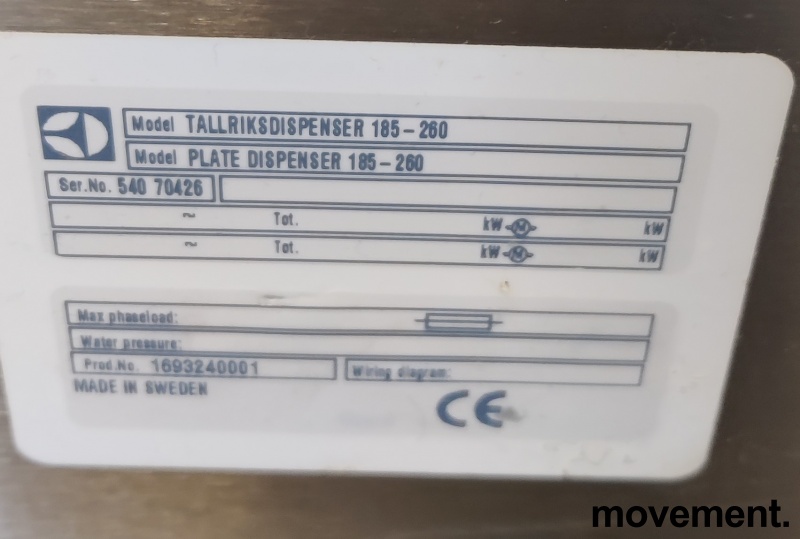 Model TALLRIKSDISPENSER 185-260
Model PLATE DISPENSER 185-260
Ser.No. 540 70426
~ Tot. kW M kW
~ Tot. kW M kW
Max phaseload:
Water pressure:
Prod.No. 1693240001 Wiring diagram:
MADE IN SWEDEN CE
movement.